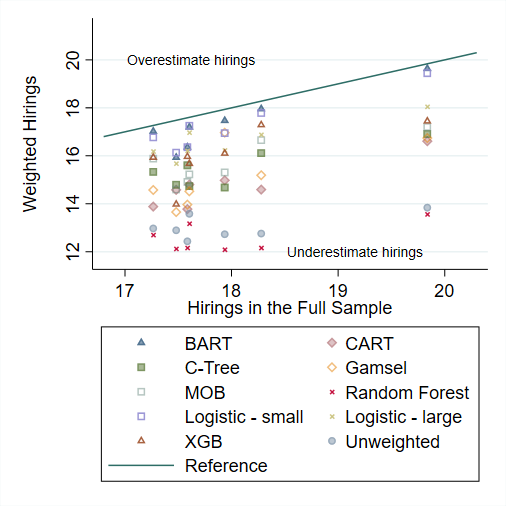 Overestimate hirings
Weighted Hirings
20
18
16
14
12
Underestimate hirings
17
18
19
20
Hirings in the Full Sample
BART
CART
C-Tree
Gamsel
MOB
Random Forest
Logistic - small
Logistic - large
XGB
Unweighted
Reference